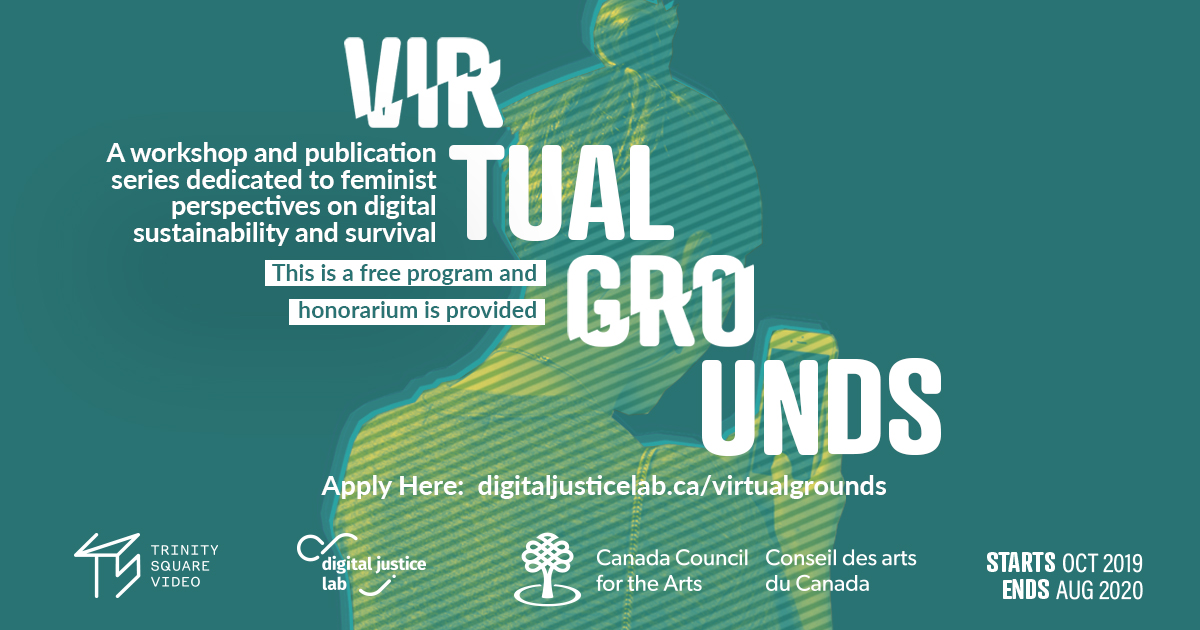 VIR
TUAL
GRO
UNDS
A workshop and publication
series dedicated to feminist
perspectives on digital
sustainability and survival
This is a free program and
honorarium is provided
Apply Here: digitaljusticelab.ca/virtualgrounds
TRINITY
SQUARE
VIDEO
digital justice
lab
Canada Council
for the Arts
Conseil des arts
du Canada
STARTS OCT 2019
ENDS AUG 2020